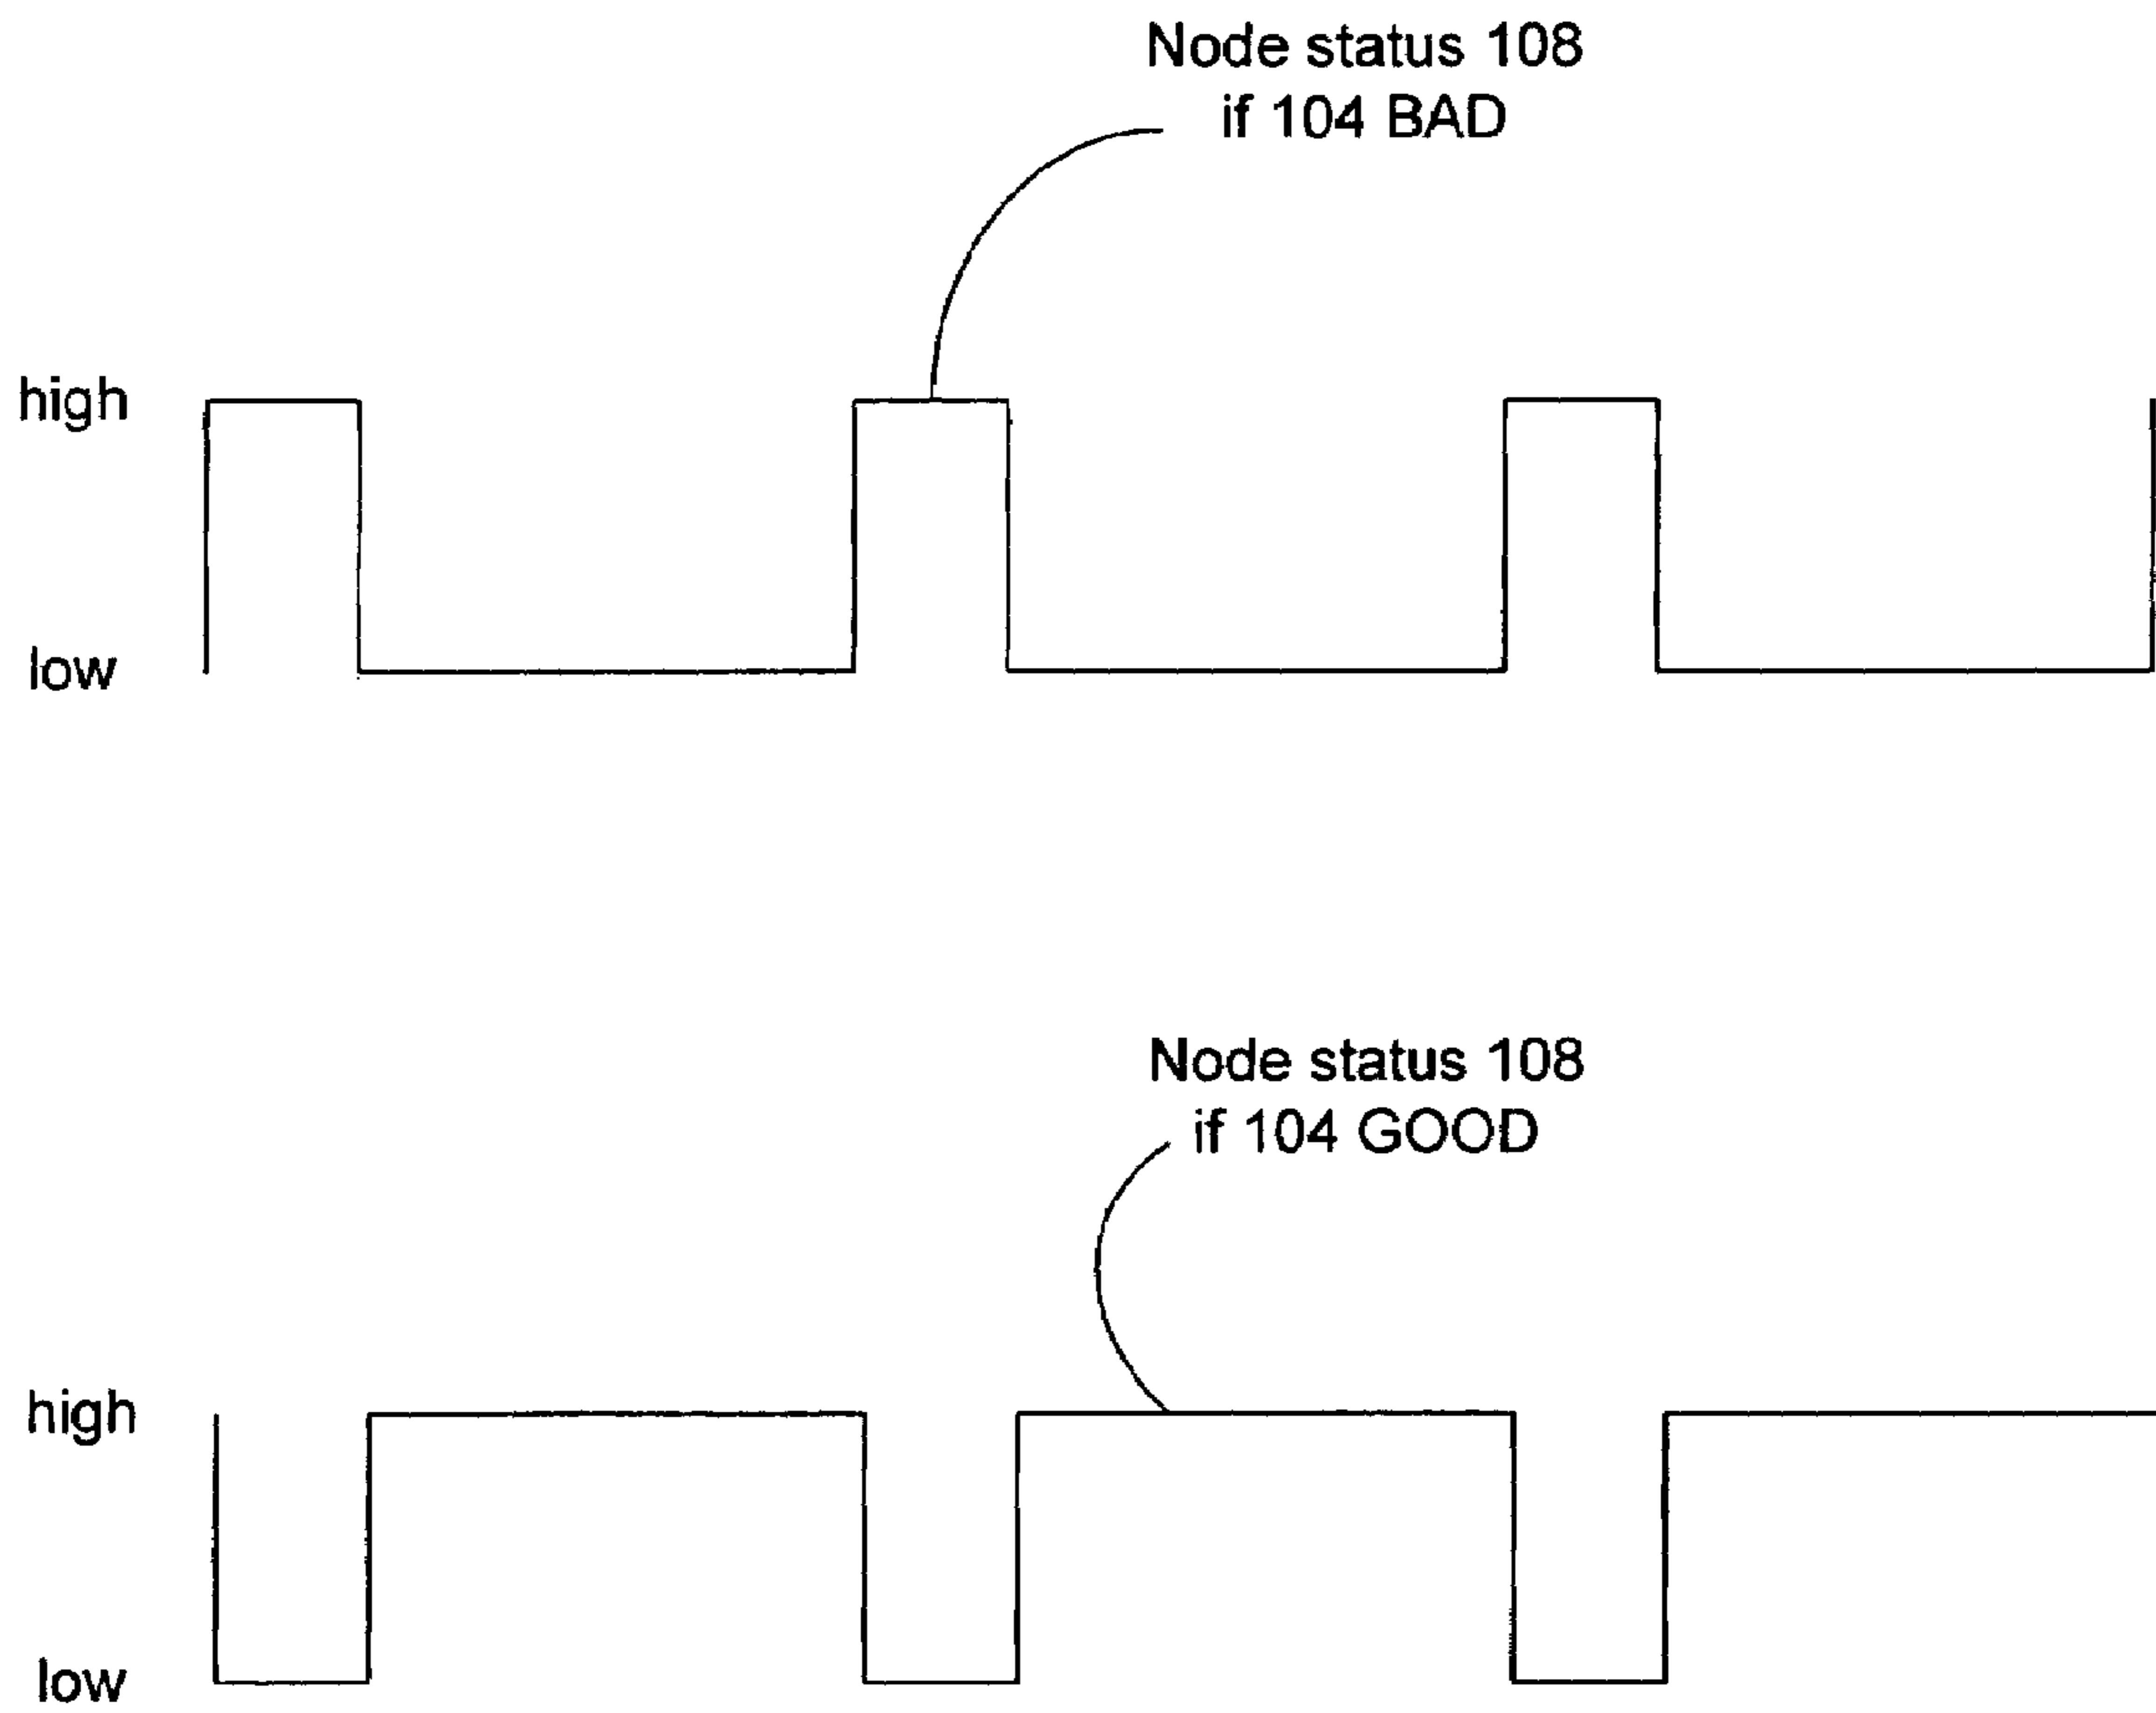 Node status 108
if 104 BAD
high
low
Node status 108
if 104 GOOD
high
low